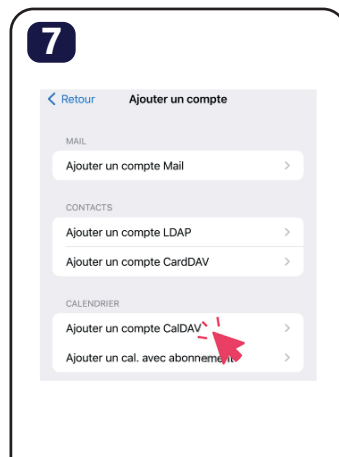 7
Retour Ajouter un compte
MAIL
Ajouter un compte Mail
CONTACTS
Ajouter un compte LDAP
Ajouter un compte CardDAV
CALENDRIER
Ajouter un compte CalDAV
Ajouter un cal. avec abonnement